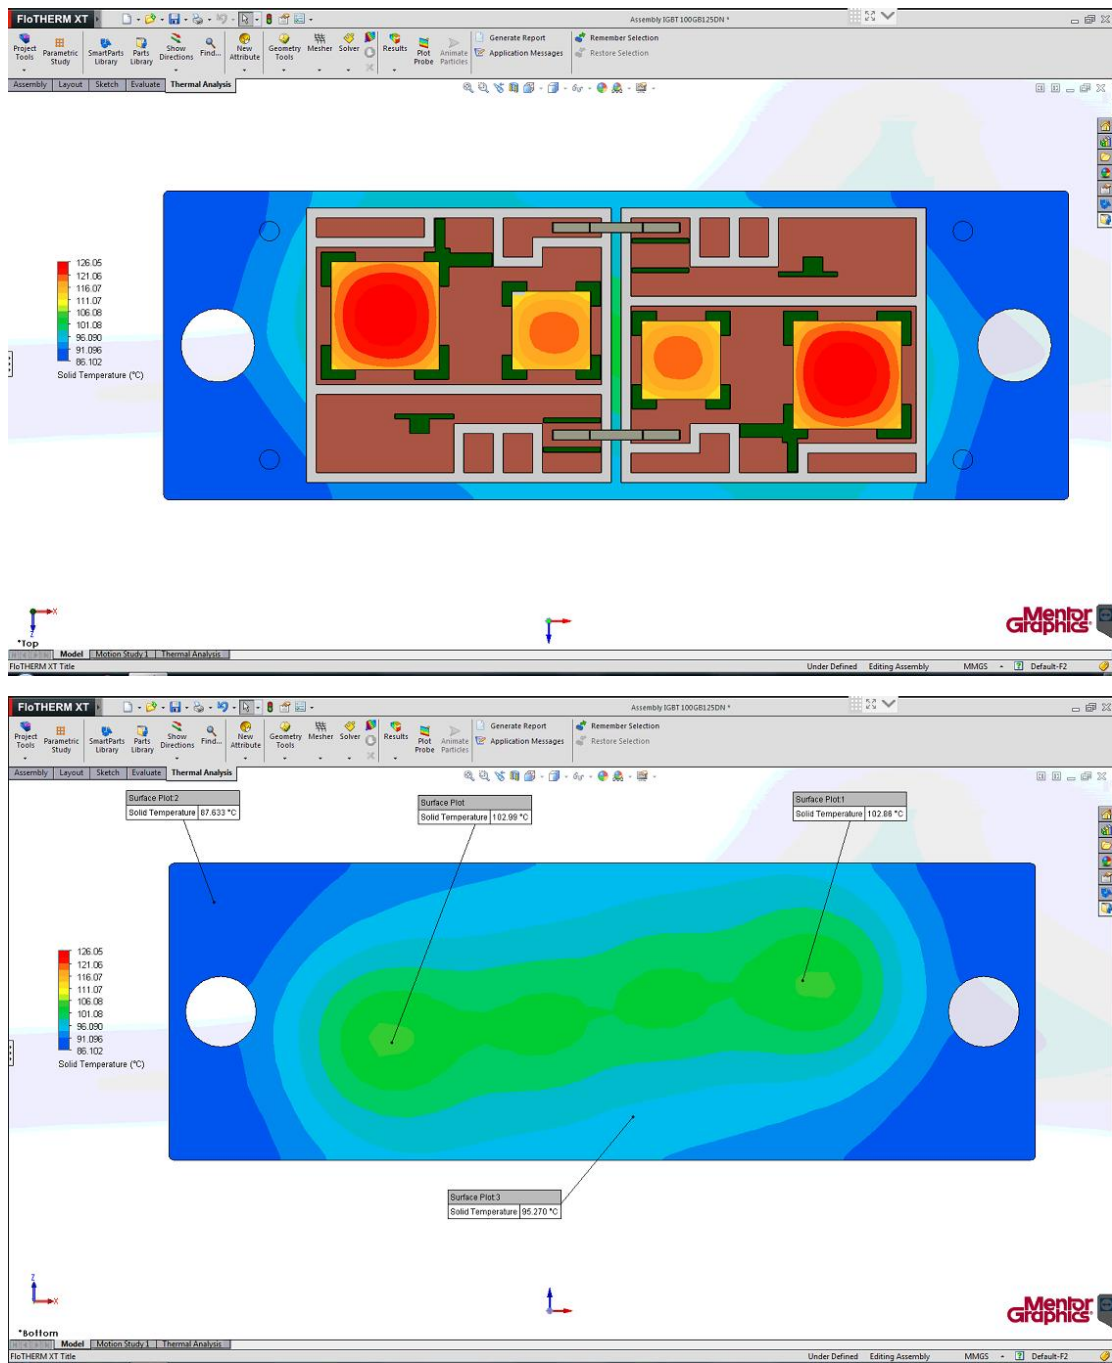 FloTHERM XT
Assembly IGBT 100GB125DN *
Project Tools
Parametric Study
SmartParts Library
Parts Library
Show Directions
Find...
New Attribute
Geometry Tools
Mesher
Solver
Results
Plot Probe
Animate Particles
Generate Report
Application Messages
Remember Selection
Restore Selection
Assembly Layout Sketch Evaluate Thermal Analysis
126.05
121.06
116.07
111.07
106.08
101.08
96.090
91.096
86.102
Solid Temperature (°C)
X
Z
*Top
Mentor
Graphics
Model Motion Study 1 Thermal Analysis
FloTHERM XT Title
Under Defined Editing Assembly MMGS Default-F2
FloTHERM XT
Assembly IGBT 100GB125DN *
Project Tools
Parametric Study
SmartParts Library
Parts Library
Show Directions
Find...
New Attribute
Geometry Tools
Mesher
Solver
Results
Plot Probe
Animate Particles
Generate Report
Application Messages
Remember Selection
Restore Selection
Assembly Layout Sketch Evaluate Thermal Analysis
Surface Plot:2
Solid Temperature 87.633 °C
Surface Plot
Solid Temperature 102.99 °C
Surface Plot:1
Solid Temperature 102.86 °C
126.05
121.06
116.07
111.07
106.08
101.08
96.090
91.096
86.102
Solid Temperature (°C)
Surface Plot:3
Solid Temperature 95.270 °C
Z
X
*Bottom
Mentor
Graphics
Model Motion Study 1 Thermal Analysis
FloTHERM XT Title
Under Defined Editing Assembly MMGS Default-F2